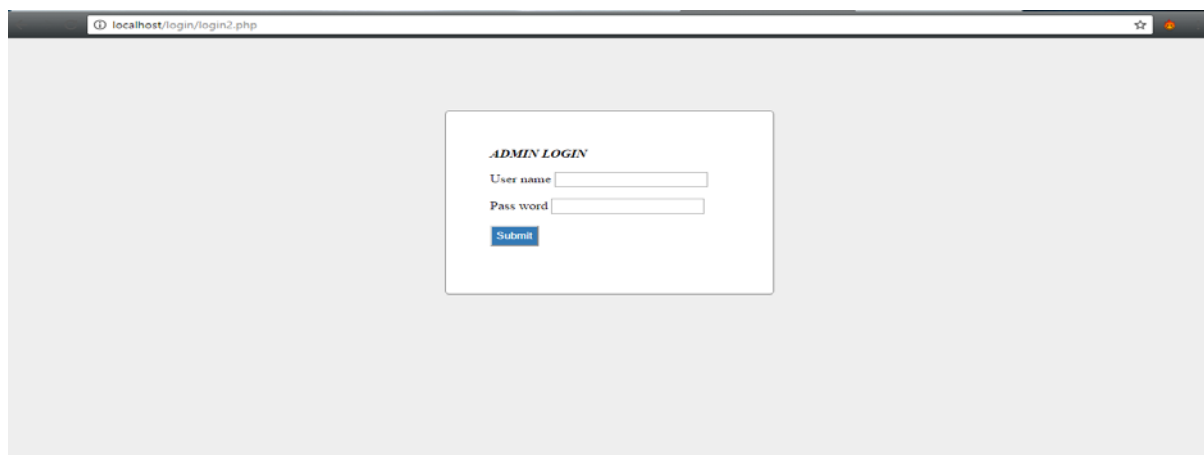 localhost/login/login2.php
ADMIN LOGIN
User name
Pass word
Submit